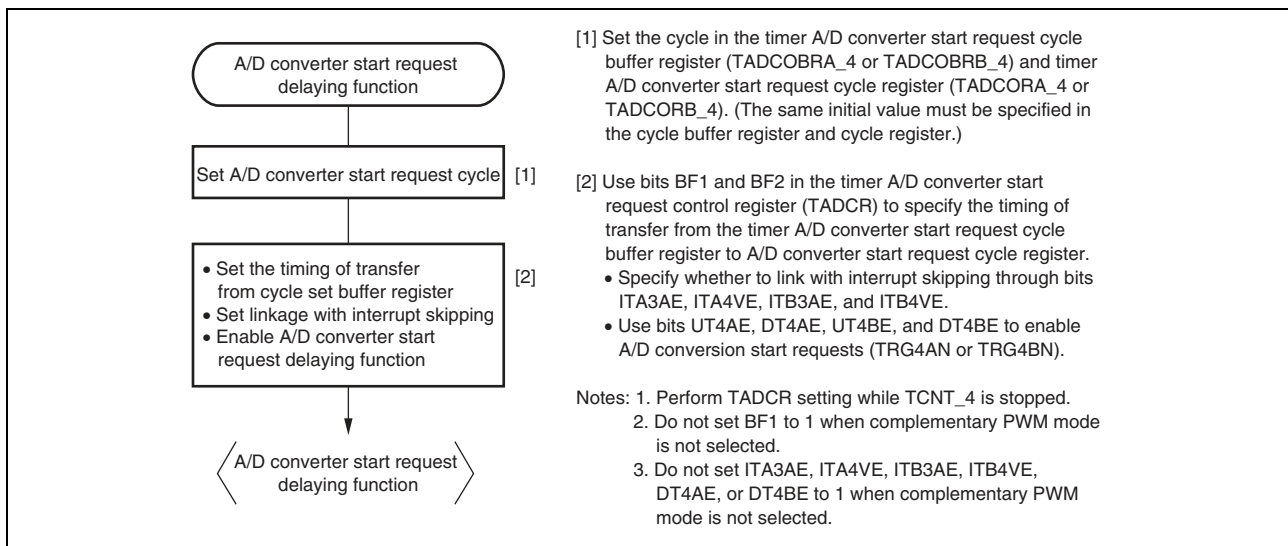 A/D converter start request
delaying function
Set A/D converter start request cycle [1]
• Set the timing of transfer
from cycle set buffer register
• Set linkage with interrupt skipping
• Enable A/D converter start
request delaying function
[2]
A/D converter start request
delaying function
[1] Set the cycle in the timer A/D converter start request cycle
buffer register (TADCOBRA_4 or TADCOBRB_4) and timer
A/D converter start request cycle register (TADCORA_4 or
TADCORB_4). (The same initial value must be specified in
the cycle buffer register and cycle register.)
[2] Use bits BF1 and BF2 in the timer A/D converter start
request control register (TADCR) to specify the timing of
transfer from the timer A/D converter start request cycle
buffer register to A/D converter start request cycle register.
• Specify whether to link with interrupt skipping through bits
ITA3AE, ITA4VE, ITB3AE, and ITB4VE.
• Use bits UT4AE, DT4AE, UT4BE, and DT4BE to enable
A/D conversion start requests (TRG4AN or TRG4BN).
Notes: 1. Perform TADCR setting while TCNT_4 is stopped.
2. Do not set BF1 to 1 when complementary PWM mode
is not selected.
3. Do not set ITA3AE, ITA4VE, ITB3AE, ITB4VE,
DT4AE, or DT4BE to 1 when complementary PWM
mode is not selected.